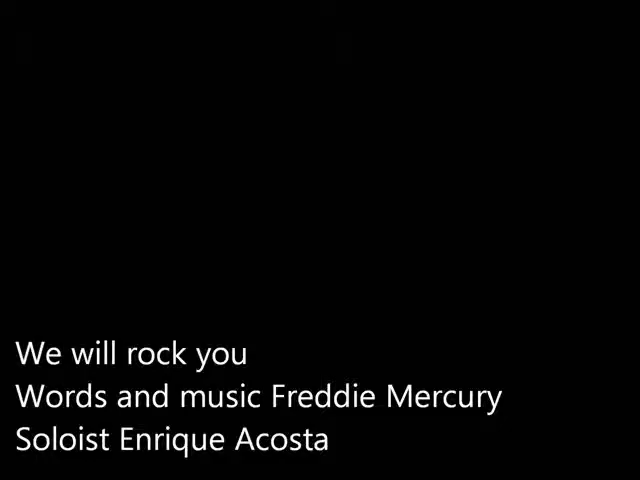 We will rock you
Words and music Freddie Mercury
Soloist Enrique Acosta